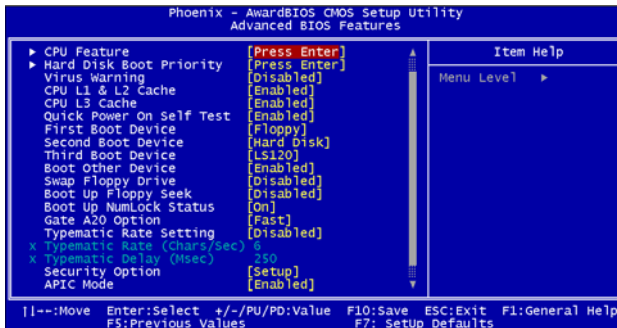 Phoenix - AwardBIOS CMOS Setup Utility
Advanced BIOS Features
► CPU Feature [Press Enter]
► Hard Disk Boot Priority [Press Enter]
Virus Warning [Disabled]
CPU L1 & L2 Cache [Enabled]
CPU L3 Cache [Enabled]
Quick Power On Self Test [Enabled]
First Boot Device [Floppy]
Second Boot Device [Hard Disk]
Third Boot Device [LS120]
Boot Other Device [Enabled]
Swap Floppy Drive [Disabled]
Boot Up Floppy Seek [Disabled]
Boot Up NumLock Status [On]
Gate A20 Option [Fast]
Typematic Rate Setting [Disabled]
x Typematic Rate (Chars/Sec) 6
x Typematic Delay (Msec) 250
Security Option [Setup]
APIC Mode [Enabled]
Item Help
Menu Level ►
↑↓←→:Move Enter:Select +/-/PU/PD:Value F10:Save ESC:Exit F1:General Help
F5:Previous Values F7: Setup Defaults